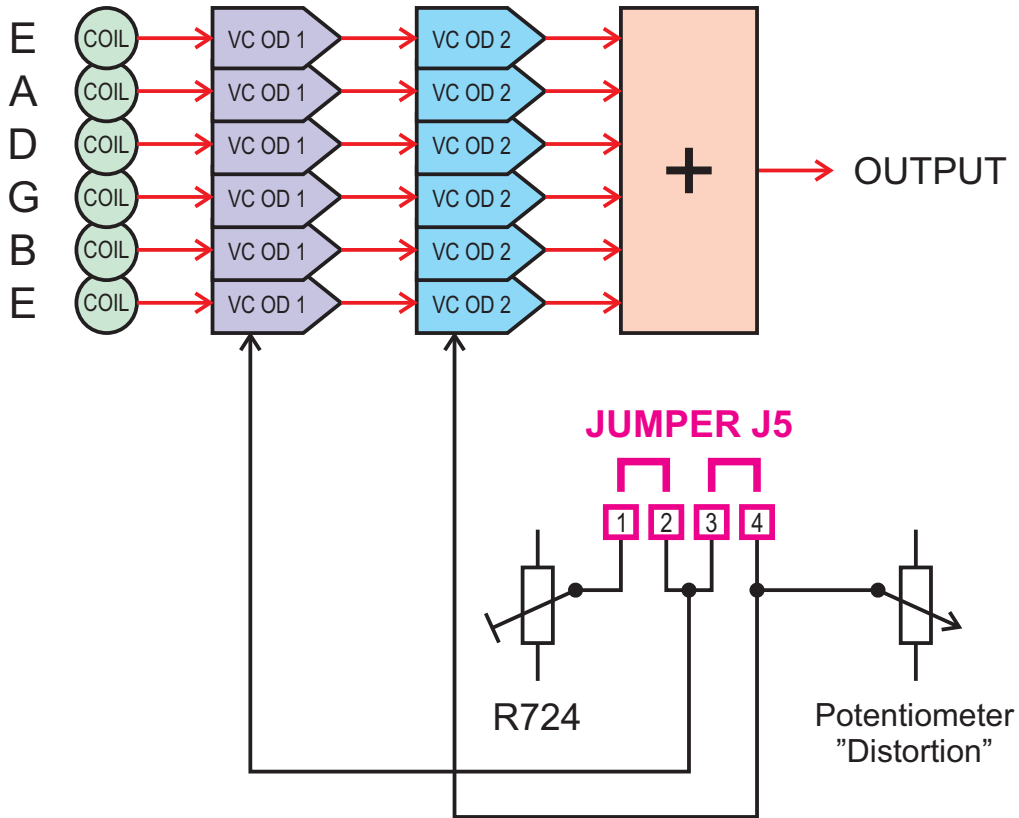 E COIL VC OD 1 VC OD 2
A COIL VC OD 1 VC OD 2
D COIL VC OD 1 VC OD 2
+ OUTPUT
G COIL VC OD 1 VC OD 2
B COIL VC OD 1 VC OD 2
E COIL VC OD 1 VC OD 2
JUMPER J5
1 2 3 4
R724
Potentiometer
”Distortion”